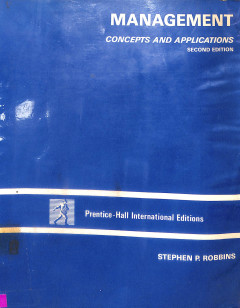 MANAGEMENT
CONCEPTS AND APPLICATIONS
SECOND EDITION
Prentice-Hall International Editions
STEPHEN P. ROBBINS